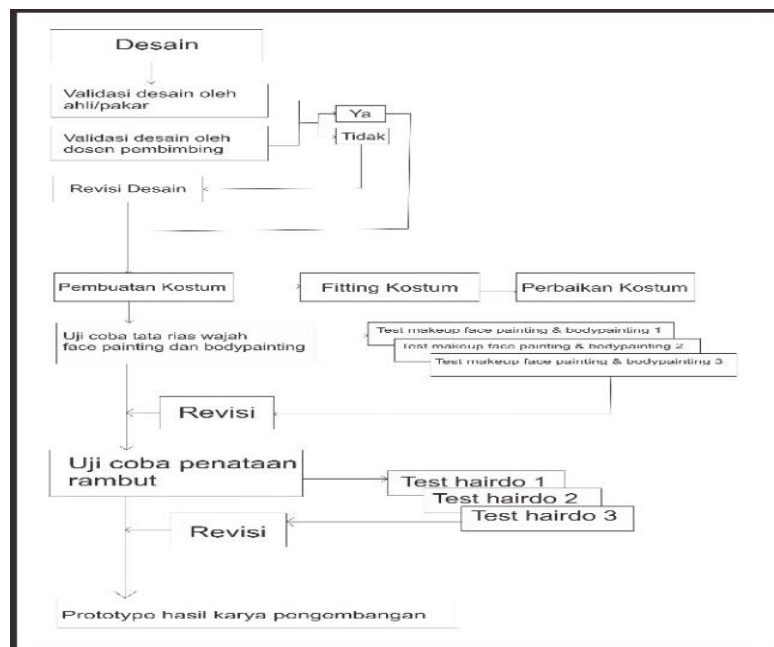 Desain
Validasi desain oleh
ahli/pakar
Ya
Validasi desain oleh
dosen pembimbing
Tidak
Revisi Desain
Pembuatan Kostum
Fitting Kostum
Perbaikan Kostum
Uji coba tata rias wajah
face painting dan bodypainting
Test makeup face painting & bodypainting 1
Test makeup face painting & bodypainting 2
Test makeup face painting & bodypainting 3
Revisi
Uji coba penataan
rambut
Test hairdo 1
Test hairdo 2
Test hairdo 3
Revisi
Prototype hasil karya pengembangan